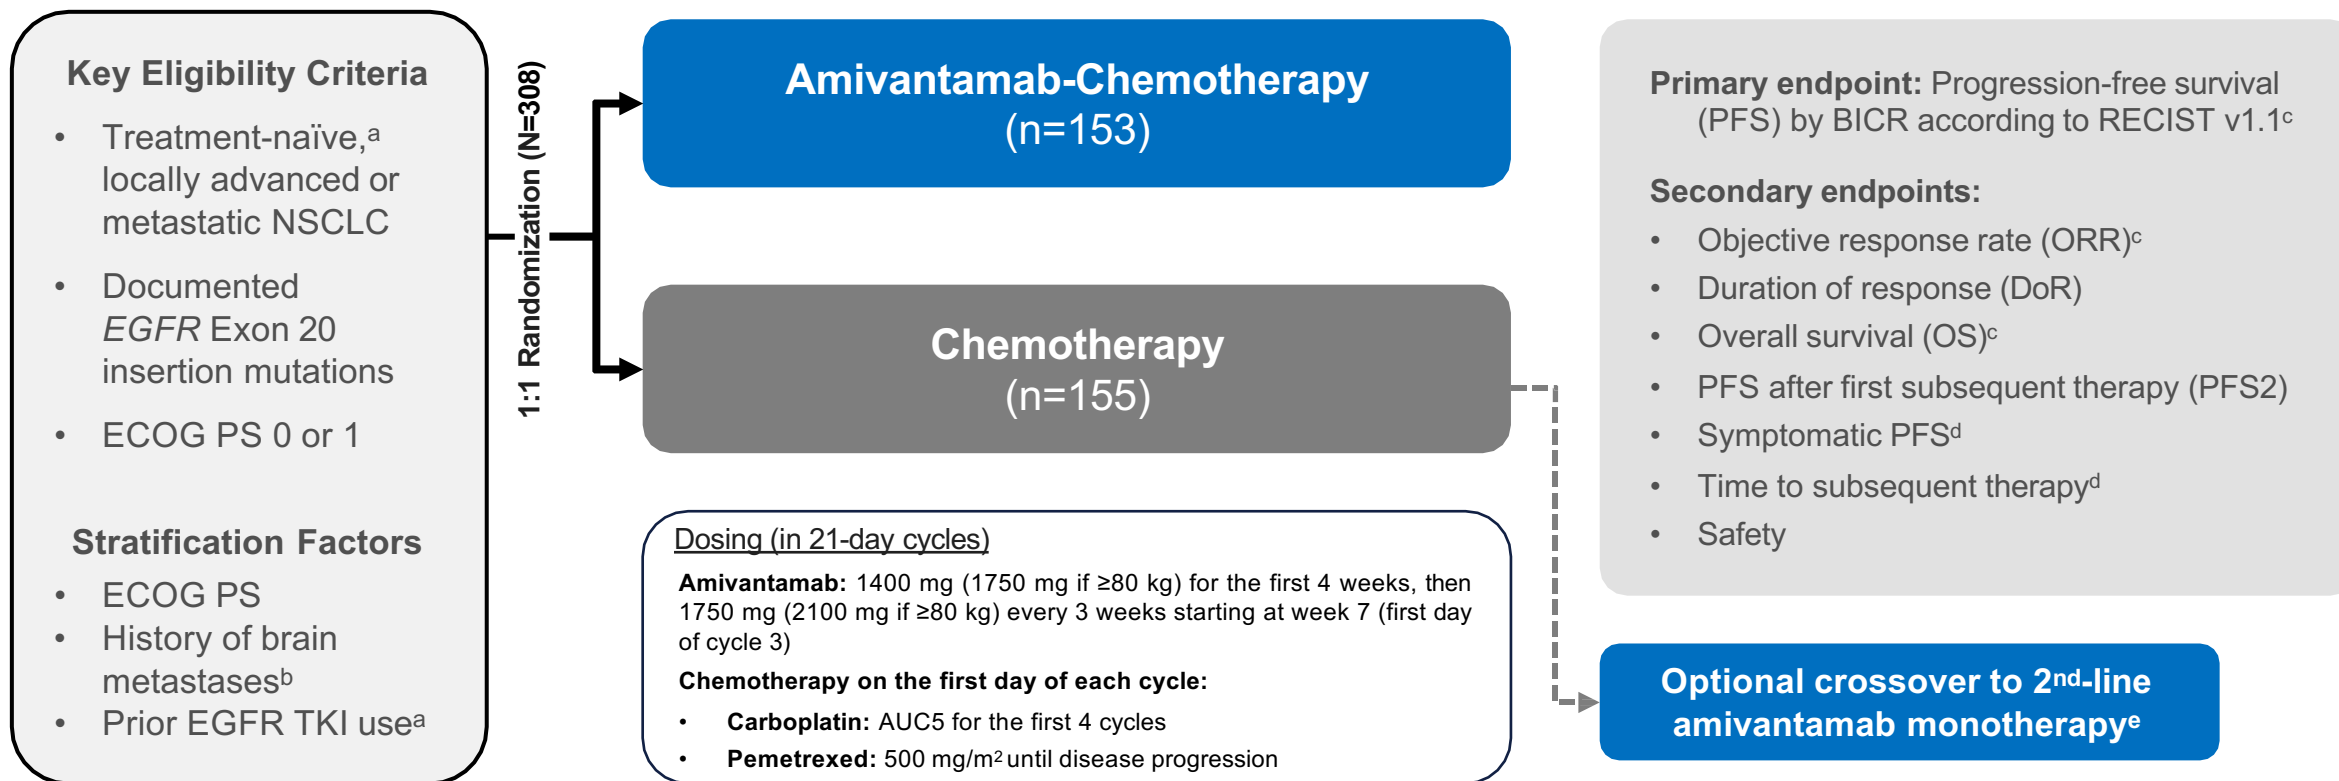 Key Eligibility Criteria
• Treatment-naïve,ᵃ
locally advanced or
metastatic NSCLC
• Documented
EGFR Exon 20
insertion mutations
• ECOG PS 0 or 1
Stratification Factors
• ECOG PS
• History of brain
metastasesᵇ
• Prior EGFR TKI useᵃ
1:1 Randomization (N=308)
Amivantamab-Chemotherapy
(n=153)
Chemotherapy
(n=155)
Dosing (in 21-day cycles)
Amivantamab: 1400 mg (1750 mg if ≥80 kg) for the first 4 weeks, then
1750 mg (2100 mg if ≥80 kg) every 3 weeks starting at week 7 (first day
of cycle 3)
Chemotherapy on the first day of each cycle:
• Carboplatin: AUC5 for the first 4 cycles
• Pemetrexed: 500 mg/m² until disease progression
Primary endpoint: Progression-free survival
(PFS) by BICR according to RECIST v1.1ᶜ
Secondary endpoints:
• Objective response rate (ORR)ᶜ
• Duration of response (DoR)
• Overall survival (OS)ᶜ
• PFS after first subsequent therapy (PFS2)
• Symptomatic PFSᵈ
• Time to subsequent therapyᵈ
• Safety
Optional crossover to 2ⁿᵈ-line
amivantamab monotherapyᵉ